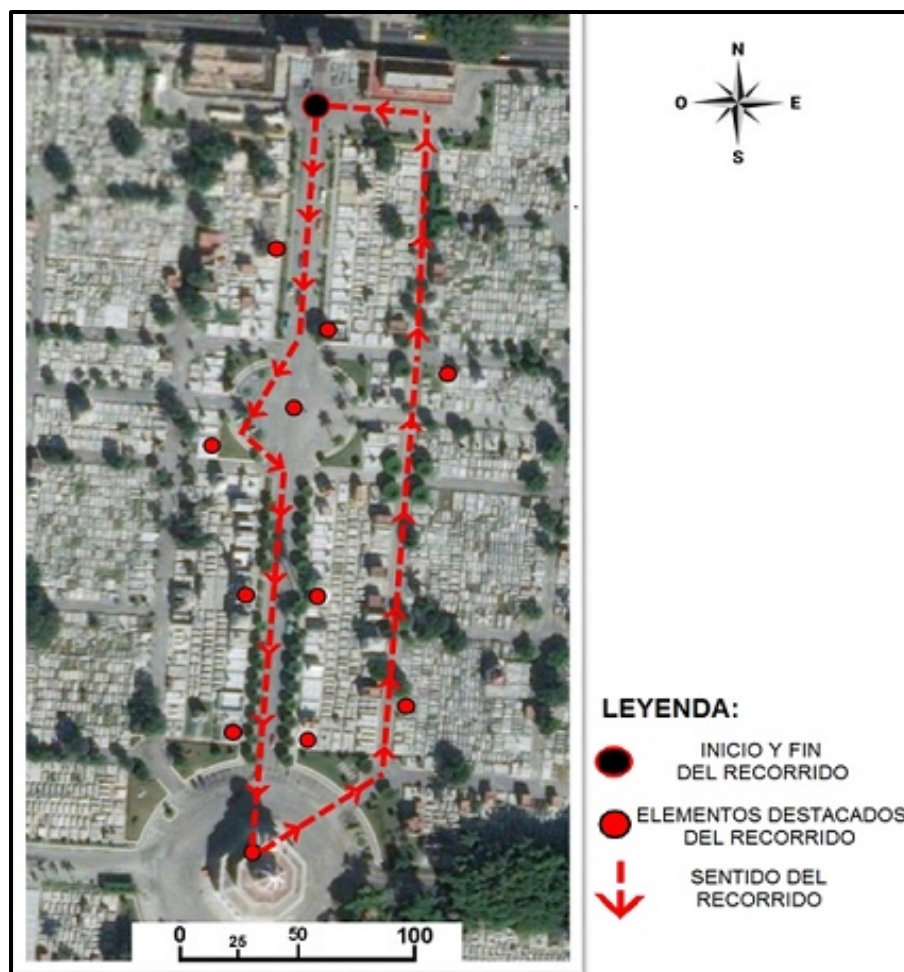 N
O E
S
LEYENDA:
INICIO Y FIN
DEL RECORRIDO
ELEMENTOS DESTACADOS
DEL RECORRIDO
SENTIDO DEL
RECORRIDO
0 25 50 100